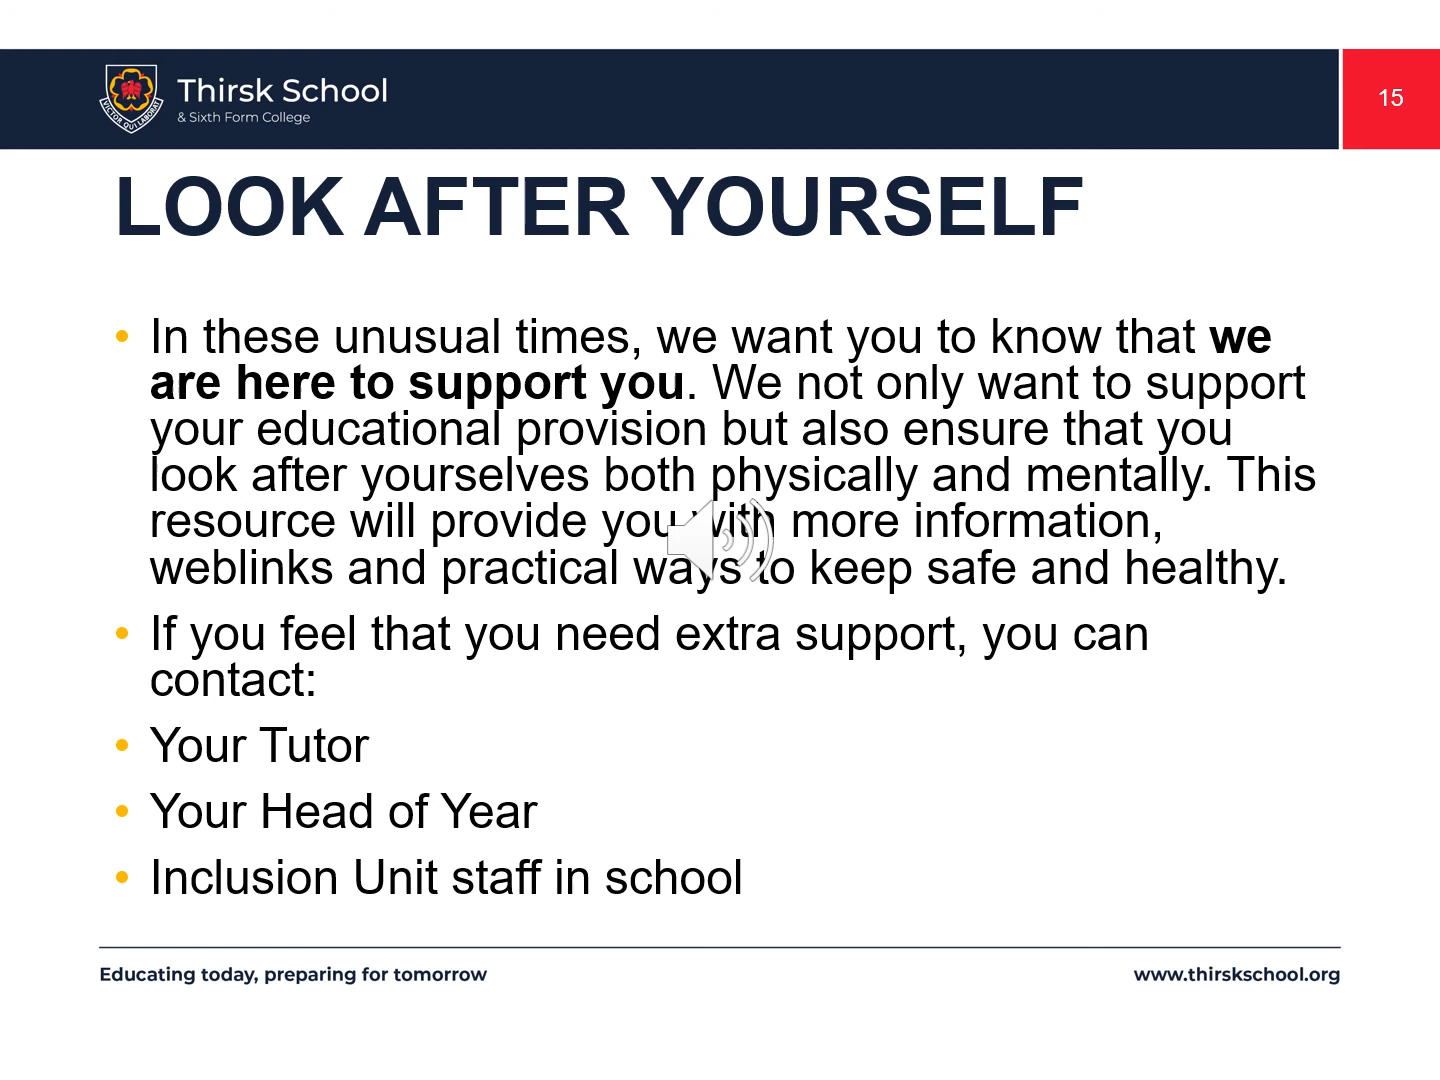 Thirsk School
& Sixth Form College
VICTOR QUI LABORAT
15
LOOK AFTER YOURSELF
• In these unusual times, we want you to know that we
are here to support you. We not only want to support
your educational provision but also ensure that you
look after yourselves both physically and mentally. This
resource will provide you with more information,
weblinks and practical ways to keep safe and healthy.
• If you feel that you need extra support, you can
contact:
• Your Tutor
• Your Head of Year
• Inclusion Unit staff in school
Educating today, preparing for tomorrow
www.thirskschool.org